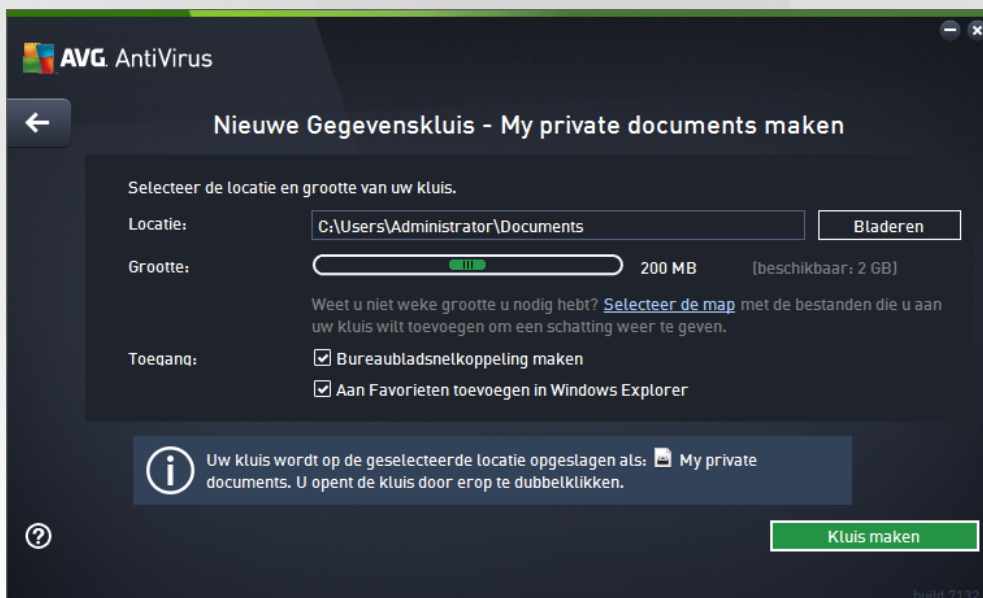 AVG. AntiVirus
Nieuwe Gegevenskluis - My private documents maken
Selecteer de locatie en grootte van uw kluis.
Locatie: C:\Users\Administrator\Documents Bladeren
Grootte: 200 MB (beschikbaar: 2 GB)
Weet u niet weke grootte u nodig hebt? Selecteer de map met de bestanden die u aan
uw kluis wilt toevoegen om een schatting weer te geven.
Toegang: Bureaubladsnelkoppeling maken
Aan Favorieten toevoegen in Windows Explorer
Uw kluis wordt op de geselecteerde locatie opgeslagen als: My private
documents. U opent de kluis door erop te dubbelklikken.
Kluis maken
build 7132